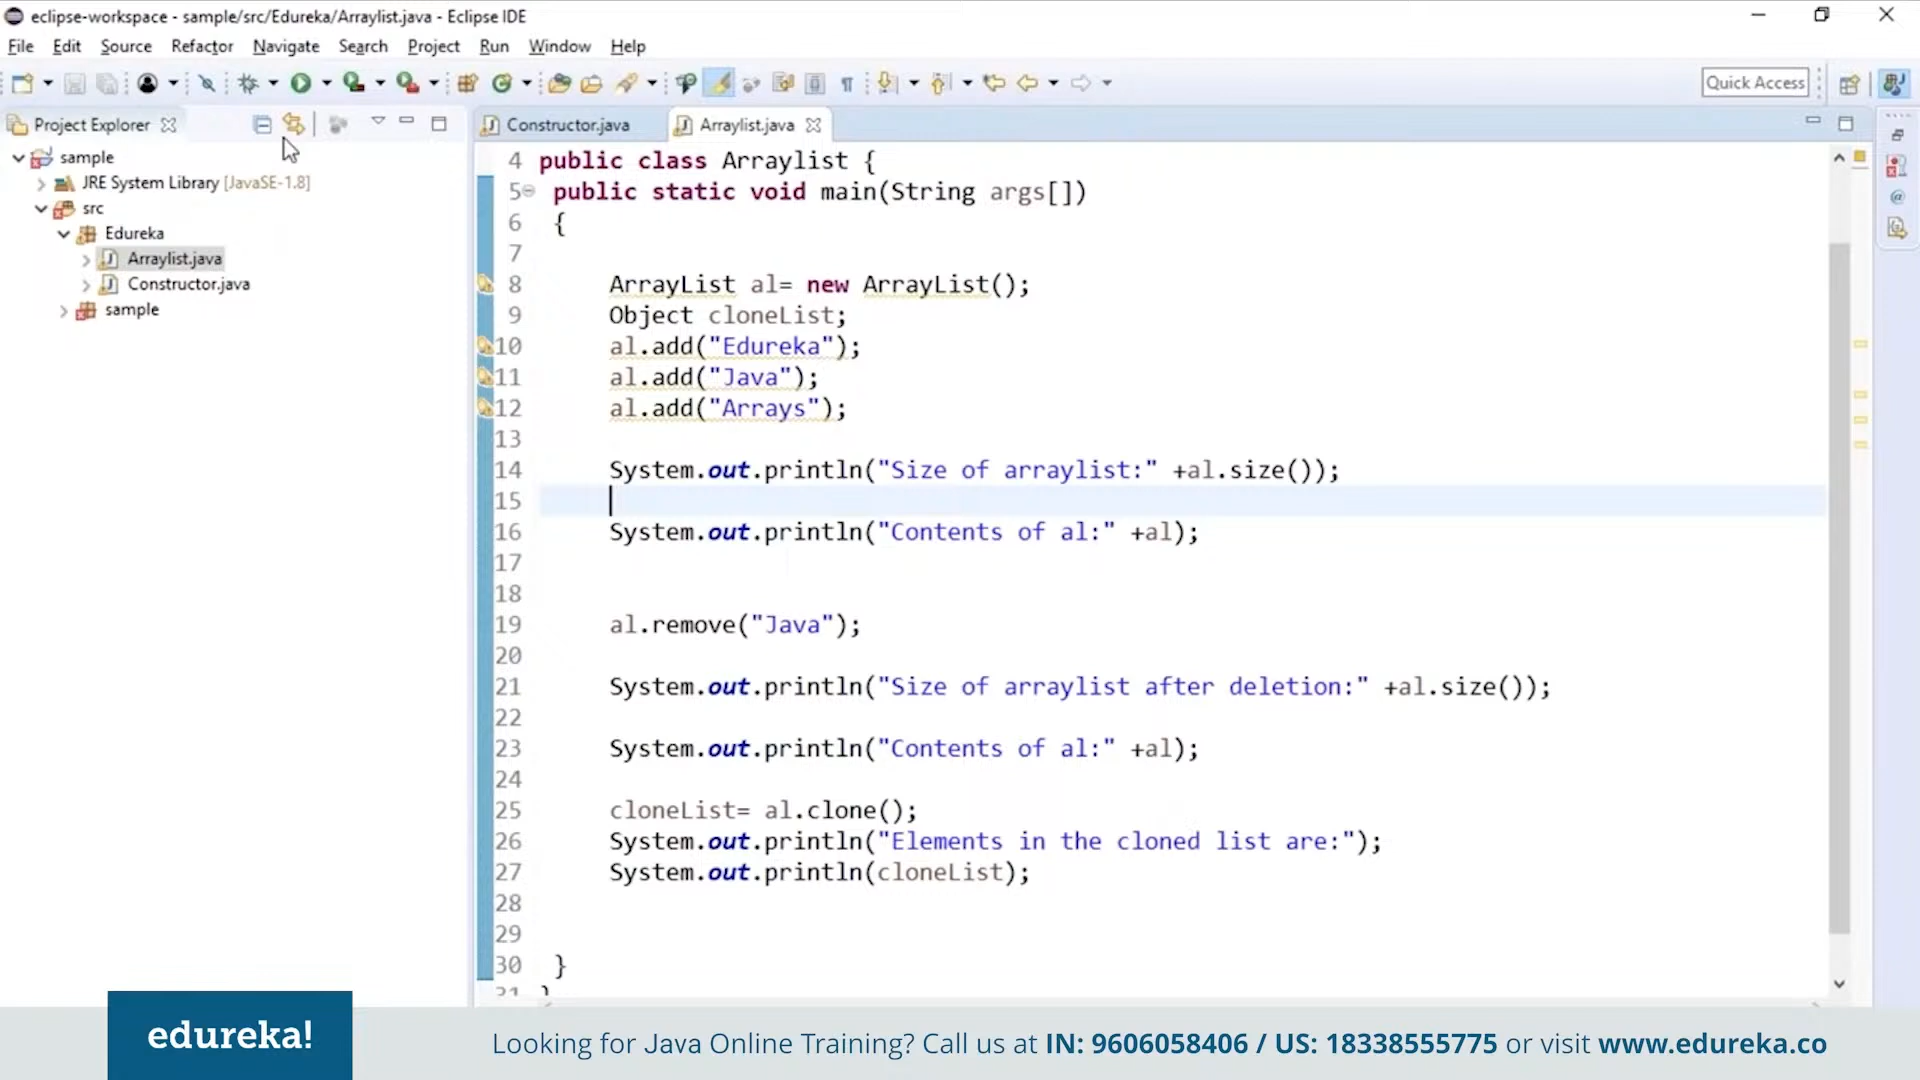 eclipse-workspace - sample/src/Edureka/Arraylist.java - Eclipse IDE
File Edit Source Refactor Navigate Search Project Run Window Help
Quick Access
Project Explorer
sample
JRE System Library [JavaSE-1.8]
src
Edureka
Arraylist.java
Constructor.java
sample
Constructor.java Arraylist.java
4 public class Arraylist {
5 public static void main(String args[])
6 {
7
8 ArrayList al= new ArrayList();
9 Object cloneList;
10 al.add("Edureka");
11 al.add("Java");
12 al.add("Arrays");
13
14 System.out.println("Size of arraylist:" +al.size());
15
16 System.out.println("Contents of al:" +al);
17
18
19 al.remove("Java");
20
21 System.out.println("Size of arraylist after deletion:" +al.size());
22
23 System.out.println("Contents of al:" +al);
24
25 cloneList= al.clone();
26 System.out.println("Elements in the cloned list are:");
27 System.out.println(cloneList);
28
29
30 }
31 }
edureka!
Looking for Java Online Training? Call us at IN: 9606058406 / US: 18338555775 or visit www.edureka.co